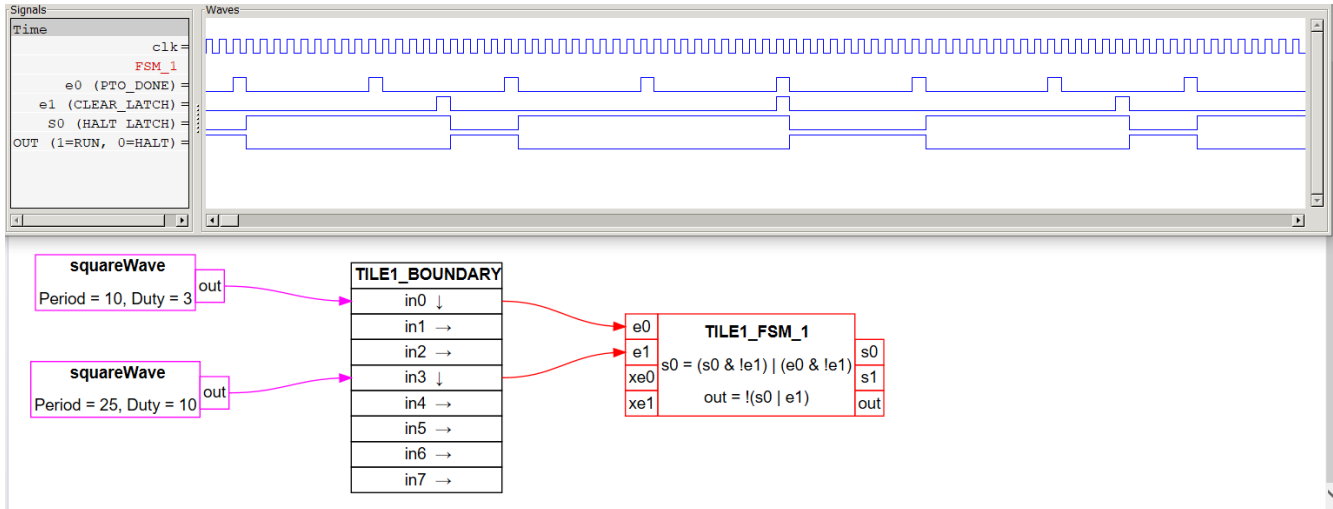 Signals
Waves
Time
clk=
FSM_1
e0 (PTO_DONE)=
e1 (CLEAR_LATCH)=
S0 (HALT LATCH)=
OUT (1=RUN, 0=HALT)=
squareWave
Period = 10, Duty = 3
out
squareWave
Period = 25, Duty = 10
out
TILE1_BOUNDARY
in0 ↓
in1 →
in2 →
in3 ↓
in4 →
in5 →
in6 →
in7 →
e0
e1
xe0
xe1
TILE1_FSM_1
s0 = (s0 & !e1) | (e0 & !e1)
out = !(s0 | e1)
s0
s1
out